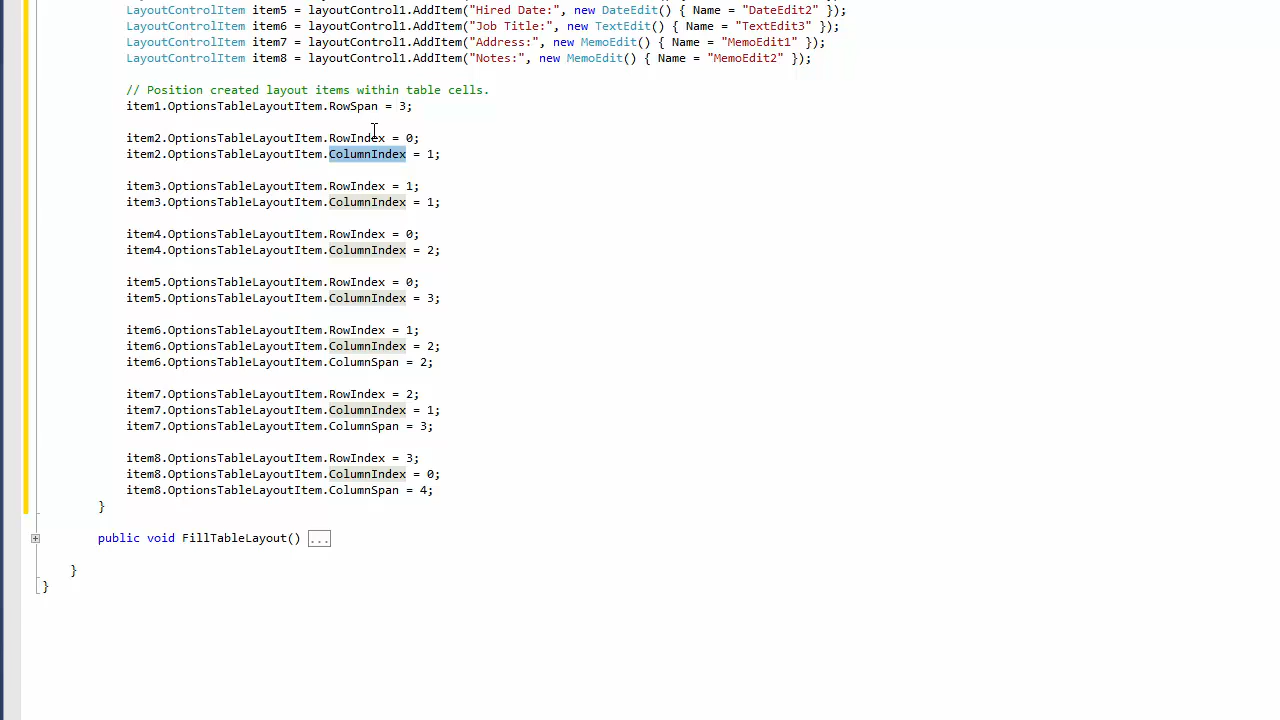 LayoutControlItem item5 = layoutControl1.AddItem("Hired Date:", new DateEdit() { Name = "DateEdit2" });
LayoutControlItem item6 = layoutControl1.AddItem("Job Title:", new TextEdit() { Name = "TextEdit3" });
LayoutControlItem item7 = layoutControl1.AddItem("Address:", new MemoEdit() { Name = "MemoEdit1" });
LayoutControlItem item8 = layoutControl1.AddItem("Notes:", new MemoEdit() { Name = "MemoEdit2" });
// Position created layout items within table cells.
item1.OptionsTableLayoutItem.RowSpan = 3;
item2.OptionsTableLayoutItem.RowIndex = 0;
item2.OptionsTableLayoutItem.ColumnIndex = 1;
item3.OptionsTableLayoutItem.RowIndex = 1;
item3.OptionsTableLayoutItem.ColumnIndex = 1;
item4.OptionsTableLayoutItem.RowIndex = 0;
item4.OptionsTableLayoutItem.ColumnIndex = 2;
item5.OptionsTableLayoutItem.RowIndex = 0;
item5.OptionsTableLayoutItem.ColumnIndex = 3;
item6.OptionsTableLayoutItem.RowIndex = 1;
item6.OptionsTableLayoutItem.ColumnIndex = 2;
item6.OptionsTableLayoutItem.ColumnSpan = 2;
item7.OptionsTableLayoutItem.RowIndex = 2;
item7.OptionsTableLayoutItem.ColumnIndex = 1;
item7.OptionsTableLayoutItem.ColumnSpan = 3;
item8.OptionsTableLayoutItem.RowIndex = 3;
item8.OptionsTableLayoutItem.ColumnIndex = 0;
item8.OptionsTableLayoutItem.ColumnSpan = 4;
}
public void FillTableLayout() ...
}
}